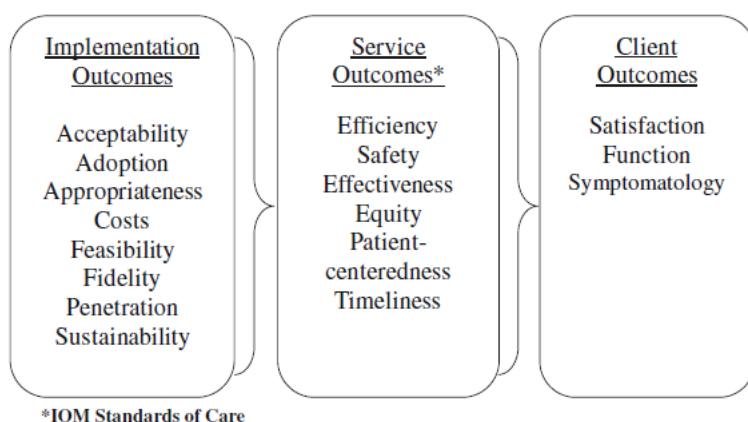 Implementation
Outcomes
Acceptability
Adoption
Appropriateness
Costs
Feasibility
Fidelity
Penetration
Sustainability
Service
Outcomes*
Efficiency
Safety
Effectiveness
Equity
Patient-
centeredness
Timeliness
Client
Outcomes
Satisfaction
Function
Symptomatology
*IOM Standards of Care